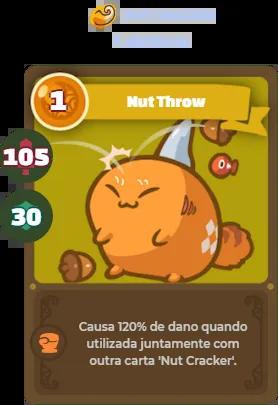 1
Nut Throw
105
30
Causa 120% de dano quando
utilizada juntamente com
outra carta 'Nut Cracker'.